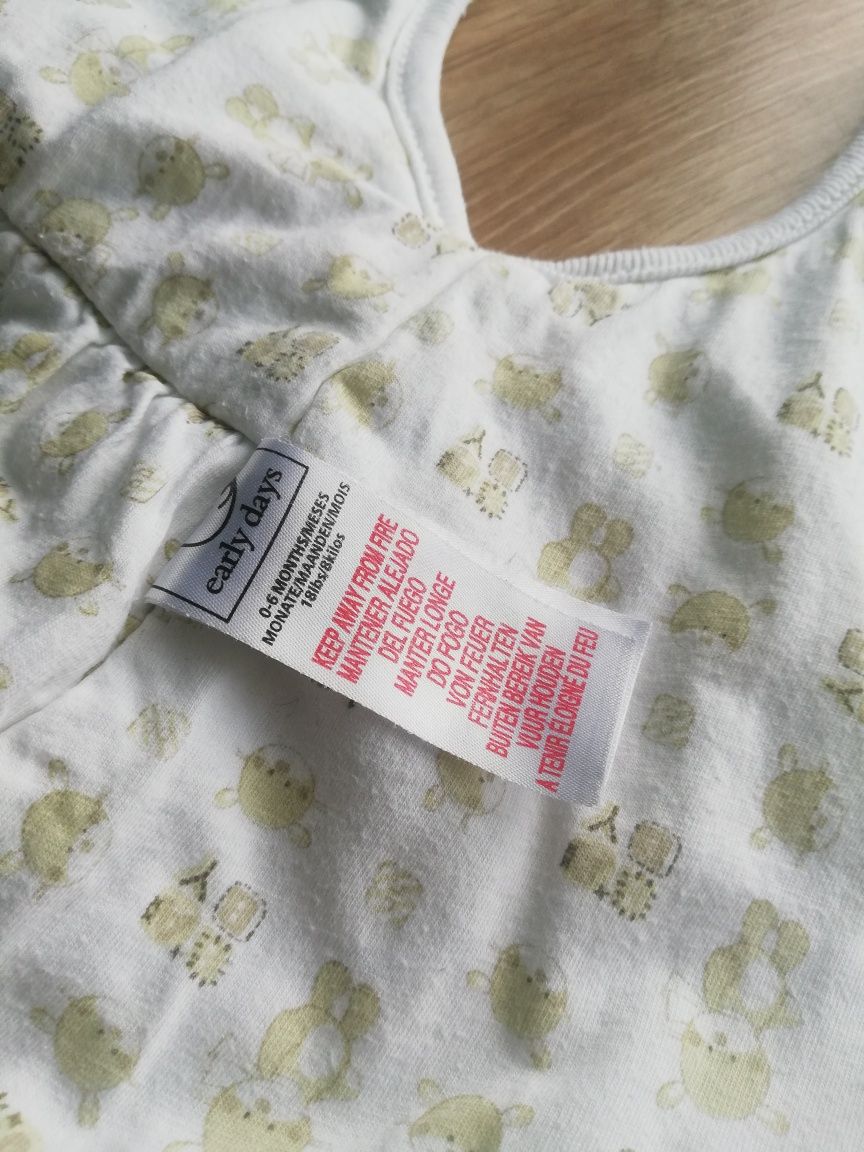 early days
0-6 MONTHS/MESES
MONATE/MAANDEN/MOIS
18lbs/8kilos
KEEP AWAY FROM FIRE
MANTENER ALEJADO
DEL FUEGO
MANTER LONGE
DO FOGO
VON FEUER
FERNHALTEN
BUITEN BEREIK VAN
VUUR HOUDEN
A TENIR ELOIGNE DU FEU